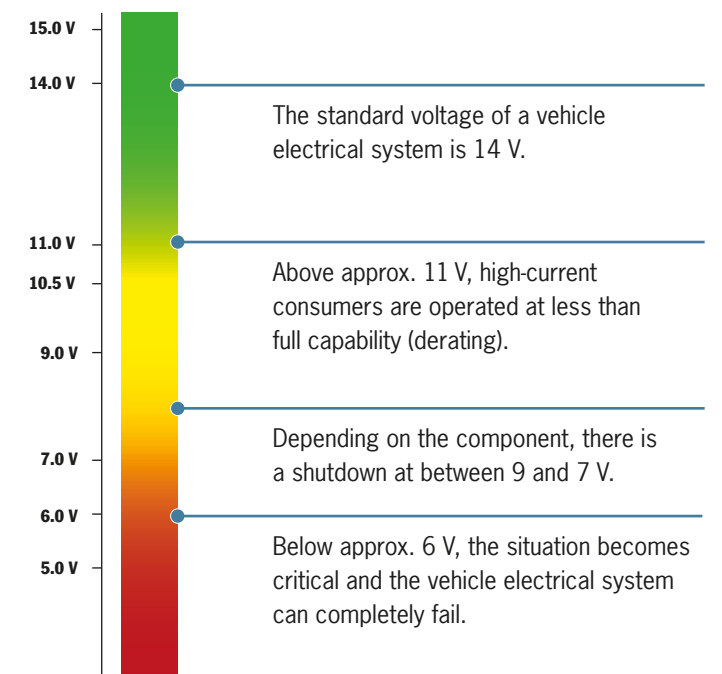 15.0 V
14.0 V
The standard voltage of a vehicle
electrical system is 14 V.
11.0 V
Above approx. 11 V, high-current
10.5 V
consumers are operated at less than
full capability (derating).
9.0 V
Depending on the component, there is
7.0 V
a shutdown at between 9 and 7 V.
6.0 V
Below approx. 6 V, the situation becomes
5.0 V
critical and the vehicle electrical system
can completely fail.